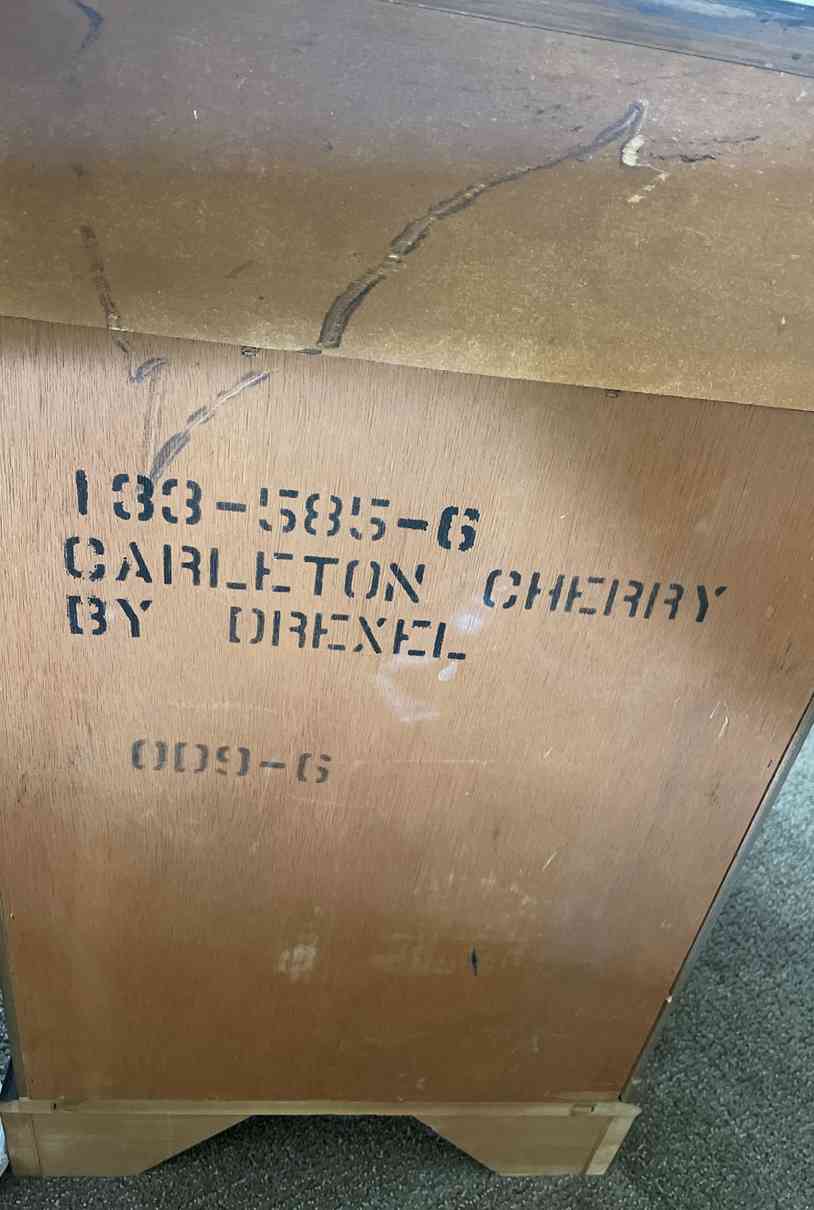 133-585-6
CARLETON CHERRY
BY DREXEL
009-6